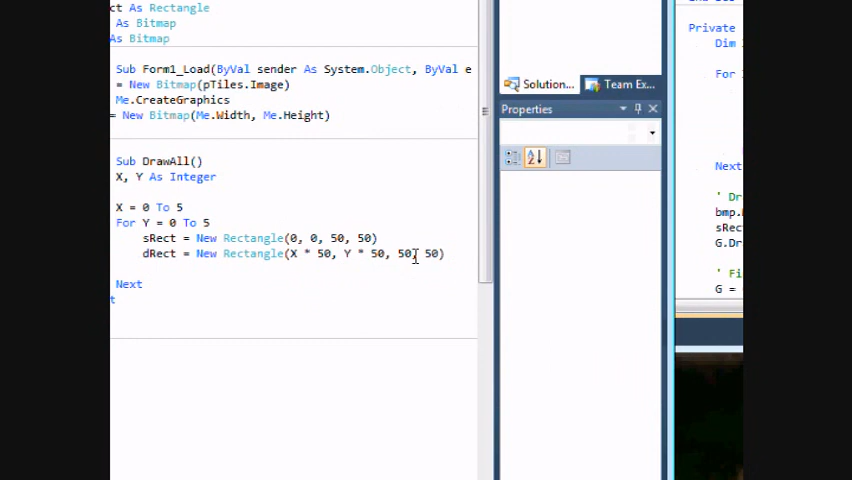 ct As Rectangle
As Bitmap
As Bitmap
Sub Form1_Load(ByVal sender As System.Object, ByVal e
= New Bitmap(pTiles.Image)
Me.CreateGraphics
= New Bitmap(Me.Width, Me.Height)
Sub DrawAll()
X, Y As Integer
X = 0 To 5
For Y = 0 To 5
sRect = New Rectangle(0, 0, 50, 50)
dRect = New Rectangle(X * 50, Y * 50, 50, 50)
Next
t
Solution...
Team Ex...
Properties
Private
Dim
For
Next
' Dr
bmp.
sRec
G.Dr
' Fi
G =